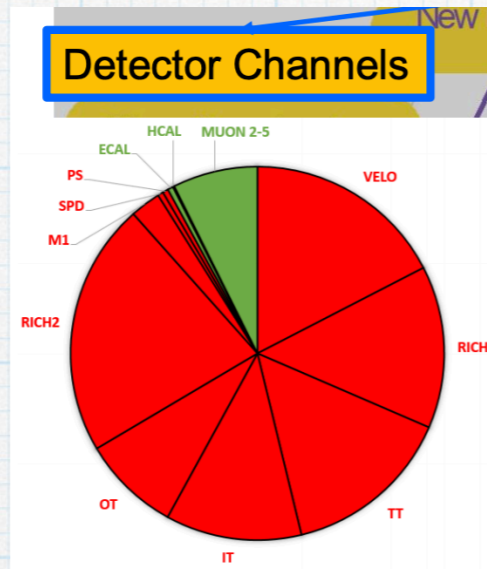 New
Detector Channels
HCAL MUON 2-5
ECAL
VELO
PS
SPD
M1
RICH2
RICH
OT
TT
IT